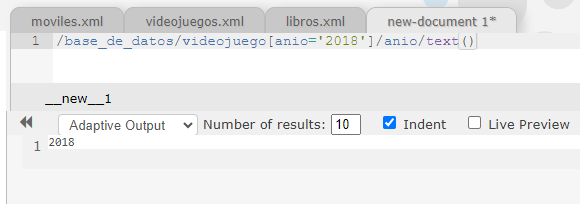 moviles.xml videojuegos.xml libros.xml new-document 1*
1 /base_de_datos/videojuego[anio='2018']/anio/text()
__new__1
Adaptive Output Number of results: 10 Indent Live Preview
1 2018